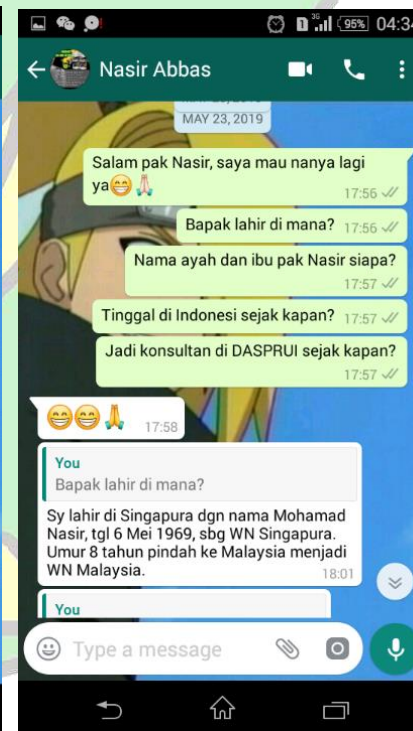 3G
95% 04:34
Nasir Abbas
MAY 23, 2019
Salam pak Nasir, saya mau nanya lagi
ya😁🙏
17:56
Bapak lahir di mana? 17:56
Nama ayah dan ibu pak Nasir siapa?
17:57
Tinggal di Indonesi sejak kapan? 17:57
Jadi konsultan di DASPRUI sejak kapan?
17:57
😁😁🙏 17:58
You
Bapak lahir di mana?
Sy lahir di Singapura dgn nama Mohamad
Nasir, tgl 6 Mei 1969, sbg WN Singapura.
Umur 8 tahun pindah ke Malaysia menjadi
WN Malaysia.
18:01
You
Type a message